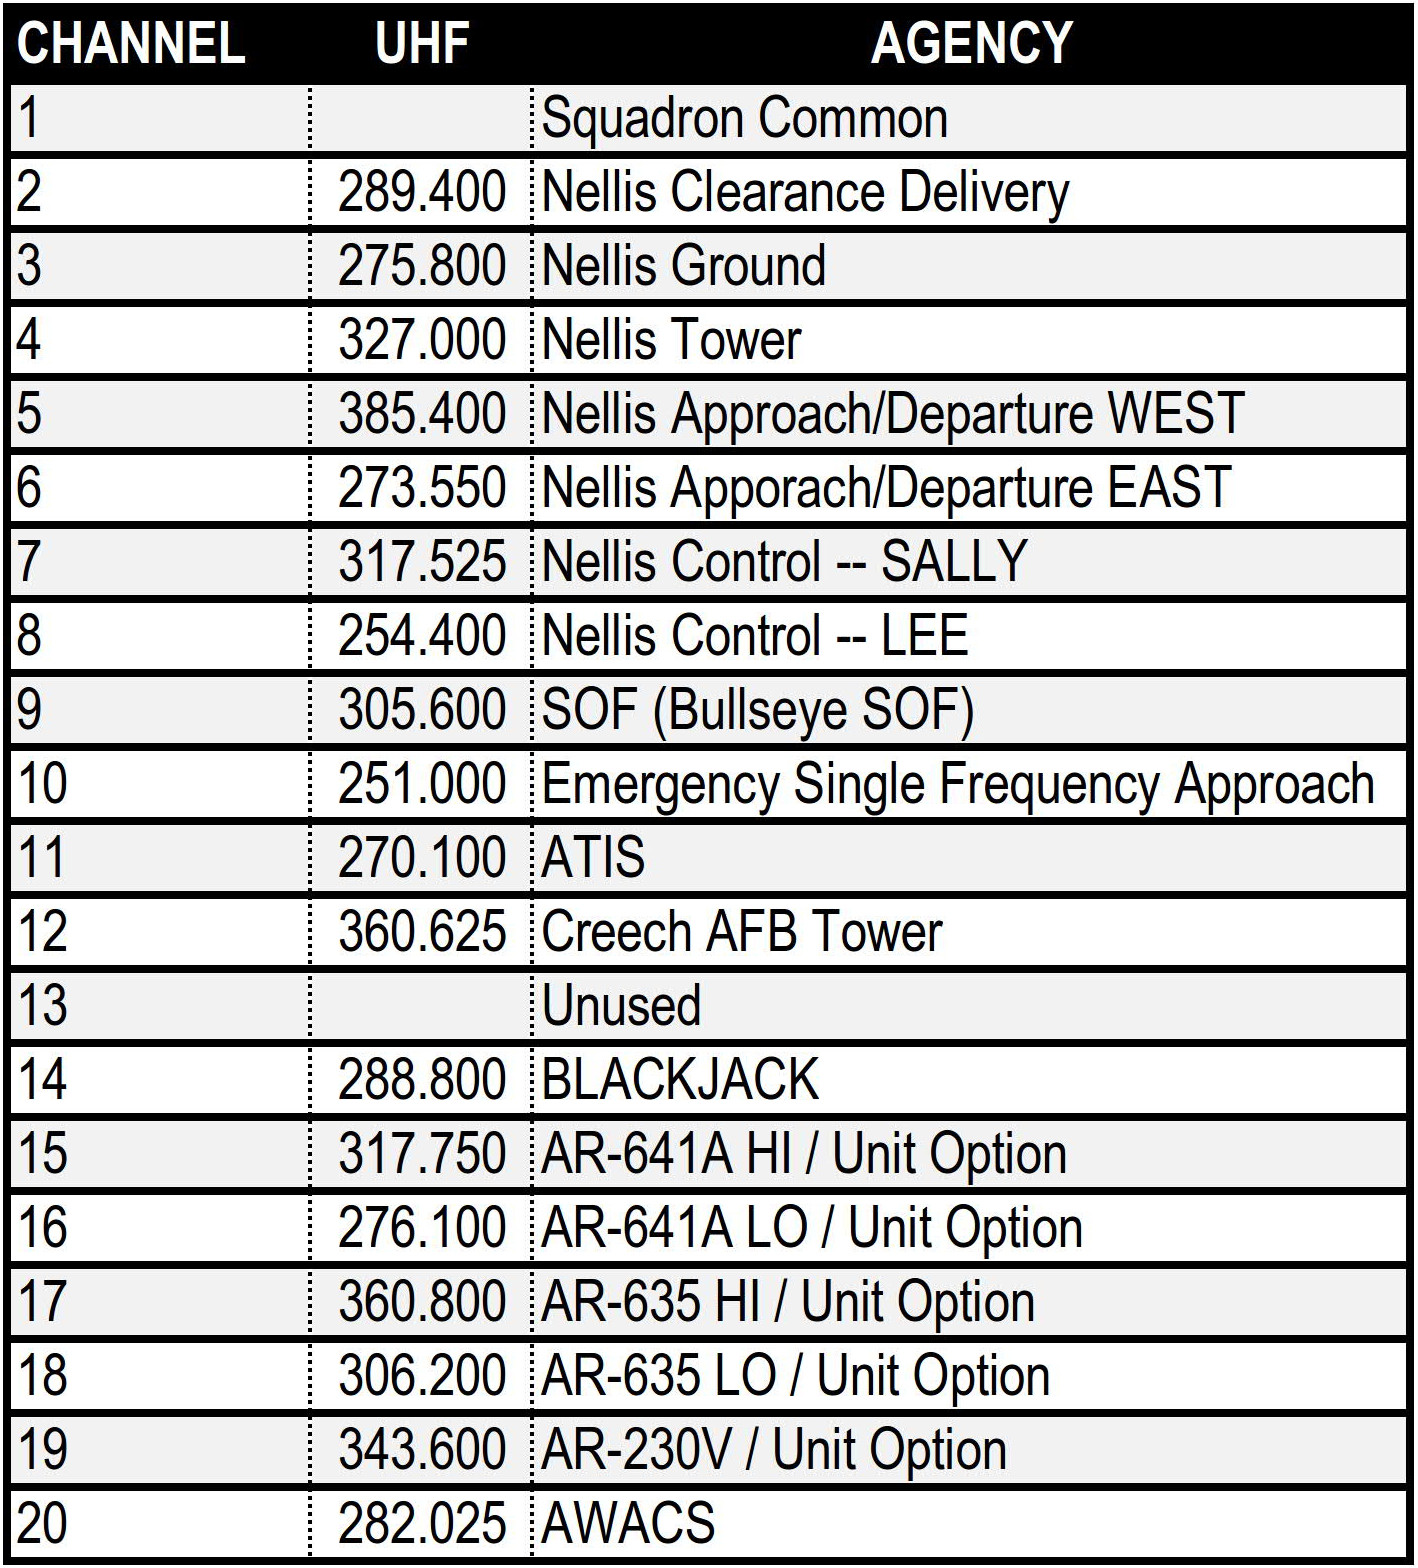 CHANNEL UHF AGENCY
1 Squadron Common
2 289.400 Nellis Clearance Delivery
3 275.800 Nellis Ground
4 327.000 Nellis Tower
5 385.400 Nellis Approach/Departure WEST
6 273.550 Nellis Apporach/Departure EAST
7 317.525 Nellis Control -- SALLY
8 254.400 Nellis Control -- LEE
9 305.600 SOF (Bullseye SOF)
10 251.000 Emergency Single Frequency Approach
11 270.100 ATIS
12 360.625 Creech AFB Tower
13 Unused
14 288.800 BLACKJACK
15 317.750 AR-641A HI / Unit Option
16 276.100 AR-641A LO / Unit Option
17 360.800 AR-635 HI / Unit Option
18 306.200 AR-635 LO / Unit Option
19 343.600 AR-230V / Unit Option
20 282.025 AWACS